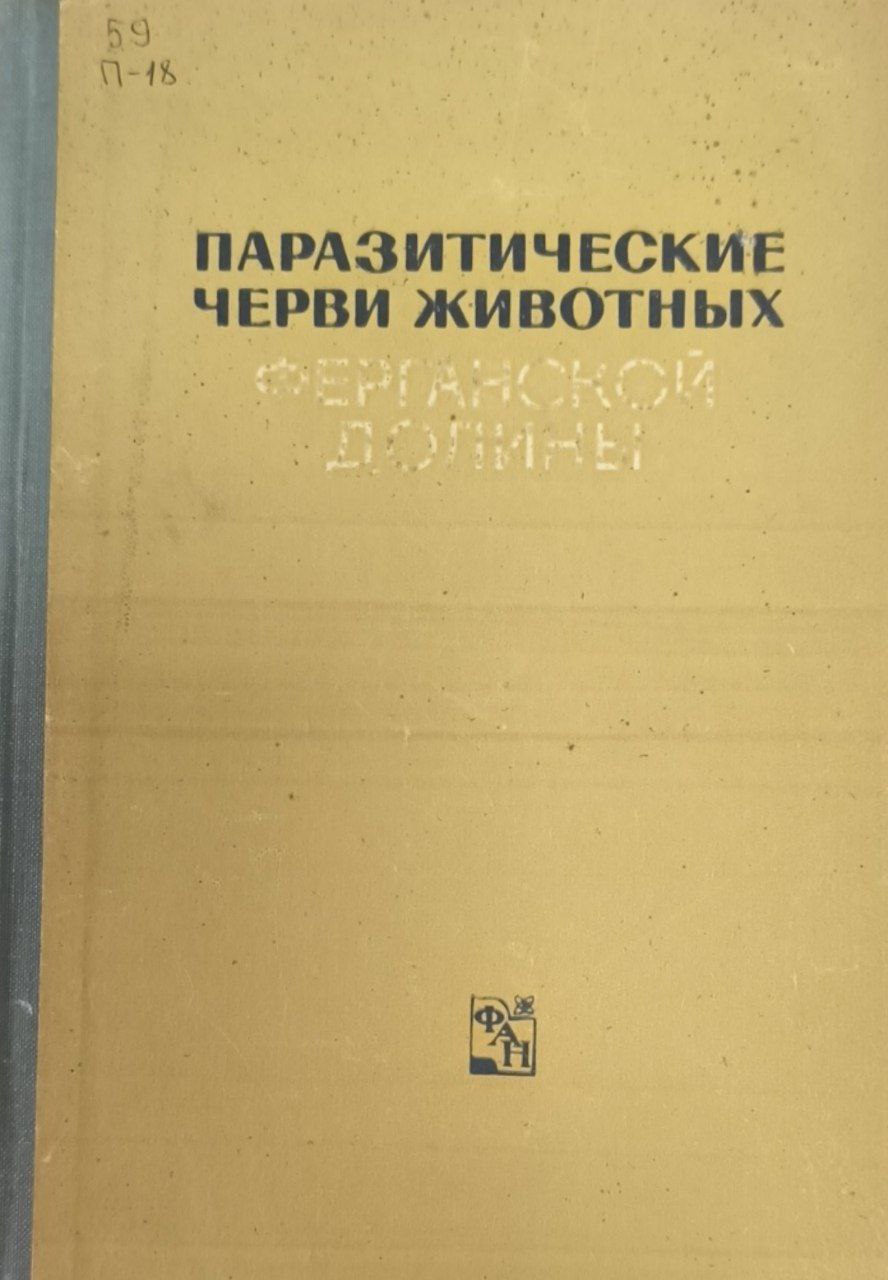 59
П-18
ПАРАЗИТИЧЕСКИЕ
ЧЕРВИ ЖИВОТНЫХ
ФЕРГАНСКОЙ
ДОЛИНЫ
ФАН